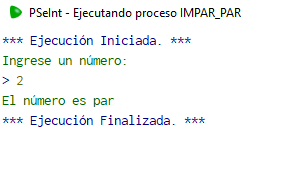 PSeInt - Ejecutando proceso IMPAR_PAR
*** Ejecución Iniciada. ***
Ingrese un número:
> 2
El número es par
*** Ejecución Finalizada. ***